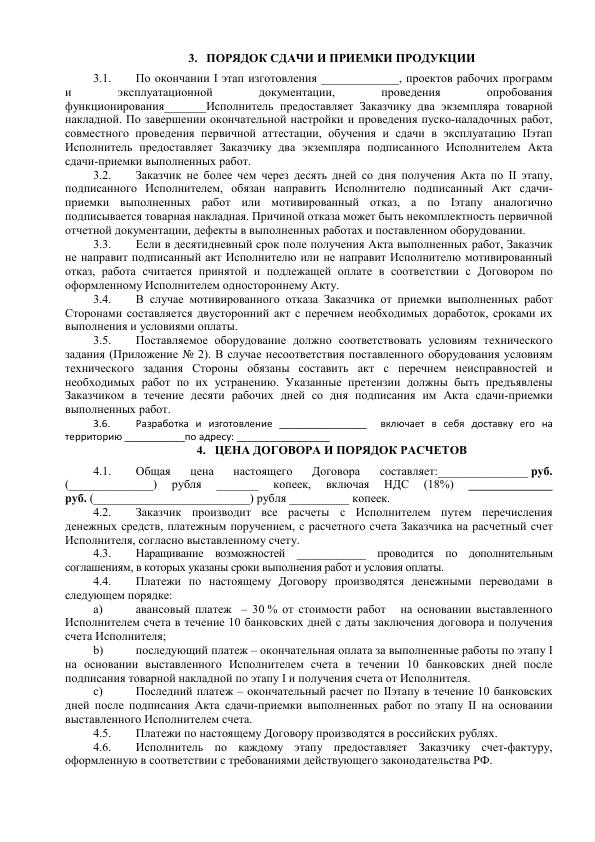 3. ПОРЯДОК СДАЧИ И ПРИЕМКИ ПРОДУКЦИИ
3.1. По окончании I этап изготовления _____________, проектов рабочих программ
и эксплуатационной документации, проведения опробования
функционирования_______Исполнитель предоставляет Заказчику два экземпляра товарной
накладной. По завершении окончательной настройки и проведения пуско-наладочных работ,
совместного проведения первичной аттестации, обучения и сдачи в эксплуатацию IIэтап
Исполнитель предоставляет Заказчику два экземпляра подписанного Исполнителем Акта
сдачи-приемки выполненных работ.
3.2. Заказчик не более чем через десять дней со дня получения Акта по II этапу,
подписанного Исполнителем, обязан направить Исполнителю подписанный Акт сдачи-
приемки выполненных работ или мотивированный отказ, а по Iэтапу аналогично
подписывается товарная накладная. Причиной отказа может быть некомплектность первичной
отчетной документации, дефекты в выполненных работах и поставленном оборудовании.
3.3. Если в десятидневный срок поле получения Акта выполненных работ, Заказчик
не направит подписанный акт Исполнителю или не направит Исполнителю мотивированный
отказ, работа считается принятой и подлежащей оплате в соответствии с Договором по
оформленному Исполнителем одностороннему Акту.
3.4. В случае мотивированного отказа Заказчика от приемки выполненных работ
Сторонами составляется двусторонний акт с перечнем необходимых доработок, сроками их
выполнения и условиями оплаты.
3.5. Поставляемое оборудование должно соответствовать условиям технического
задания (Приложение № 2). В случае несоответствия поставленного оборудования условиям
технического задания Стороны обязаны составить акт с перечнем неисправностей и
необходимых работ по их устранению. Указанные претензии должны быть предъявлены
Заказчиком в течение десяти рабочих дней со дня подписания им Акта сдачи-приемки
выполненных работ.
3.6. Разработка и изготовление ________________ включает в себя доставку его на
территорию ___________по адресу: _________________
4. ЦЕНА ДОГОВОРА И ПОРЯДОК РАСЧЕТОВ
4.1. Общая цена настоящего Договора составляет:_______________ руб.
(______________) рубля _______ копеек, включая НДС (18%) ______________
руб. (__________________________) рубля __________ копеек.
4.2. Заказчик производит все расчеты с Исполнителем путем перечисления
денежных средств, платежным поручением, с расчетного счета Заказчика на расчетный счет
Исполнителя, согласно выставленному счету.
4.3. Наращивание возможностей ____________ проводится по дополнительным
соглашениям, в которых указаны сроки выполнения работ и условия оплаты.
4.4. Платежи по настоящему Договору производятся денежными переводами в
следующем порядке:
a) авансовый платеж – 30 % от стоимости работ на основании выставленного
Исполнителем счета в течение 10 банковских дней с даты заключения договора и получения
счета Исполнителя;
b) последующий платеж – окончательная оплата за выполненные работы по этапу I
на основании выставленного Исполнителем счета в течении 10 банковских дней после
подписания товарной накладной по этапу I и получения счета от Исполнителя.
c) Последний платеж – окончательный расчет по IIэтапу в течение 10 банковских
дней после подписания Акта сдачи-приемки выполненных работ по этапу II на основании
выставленного Исполнителем счета.
4.5. Платежи по настоящему Договору производятся в российских рублях.
4.6. Исполнитель по каждому этапу предоставляет Заказчику счет-фактуру,
оформленную в соответствии с требованиями действующего законодательства РФ.